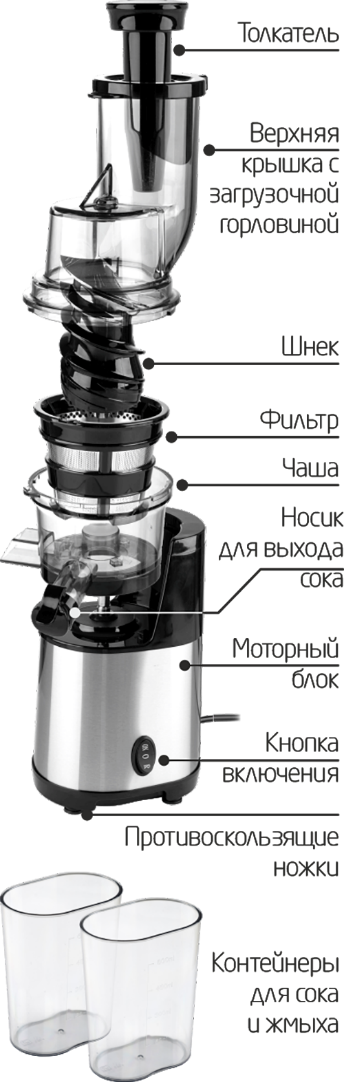 Толкатель
Верхняя
крышка с
загрузочной
горловиной
Шнек
Фильтр
Чаша
Носик
для выхода
сока
Моторный
блок
Кнопка
включения
Противоскользящие
ножки
Контейнеры
для сока
и жмыха